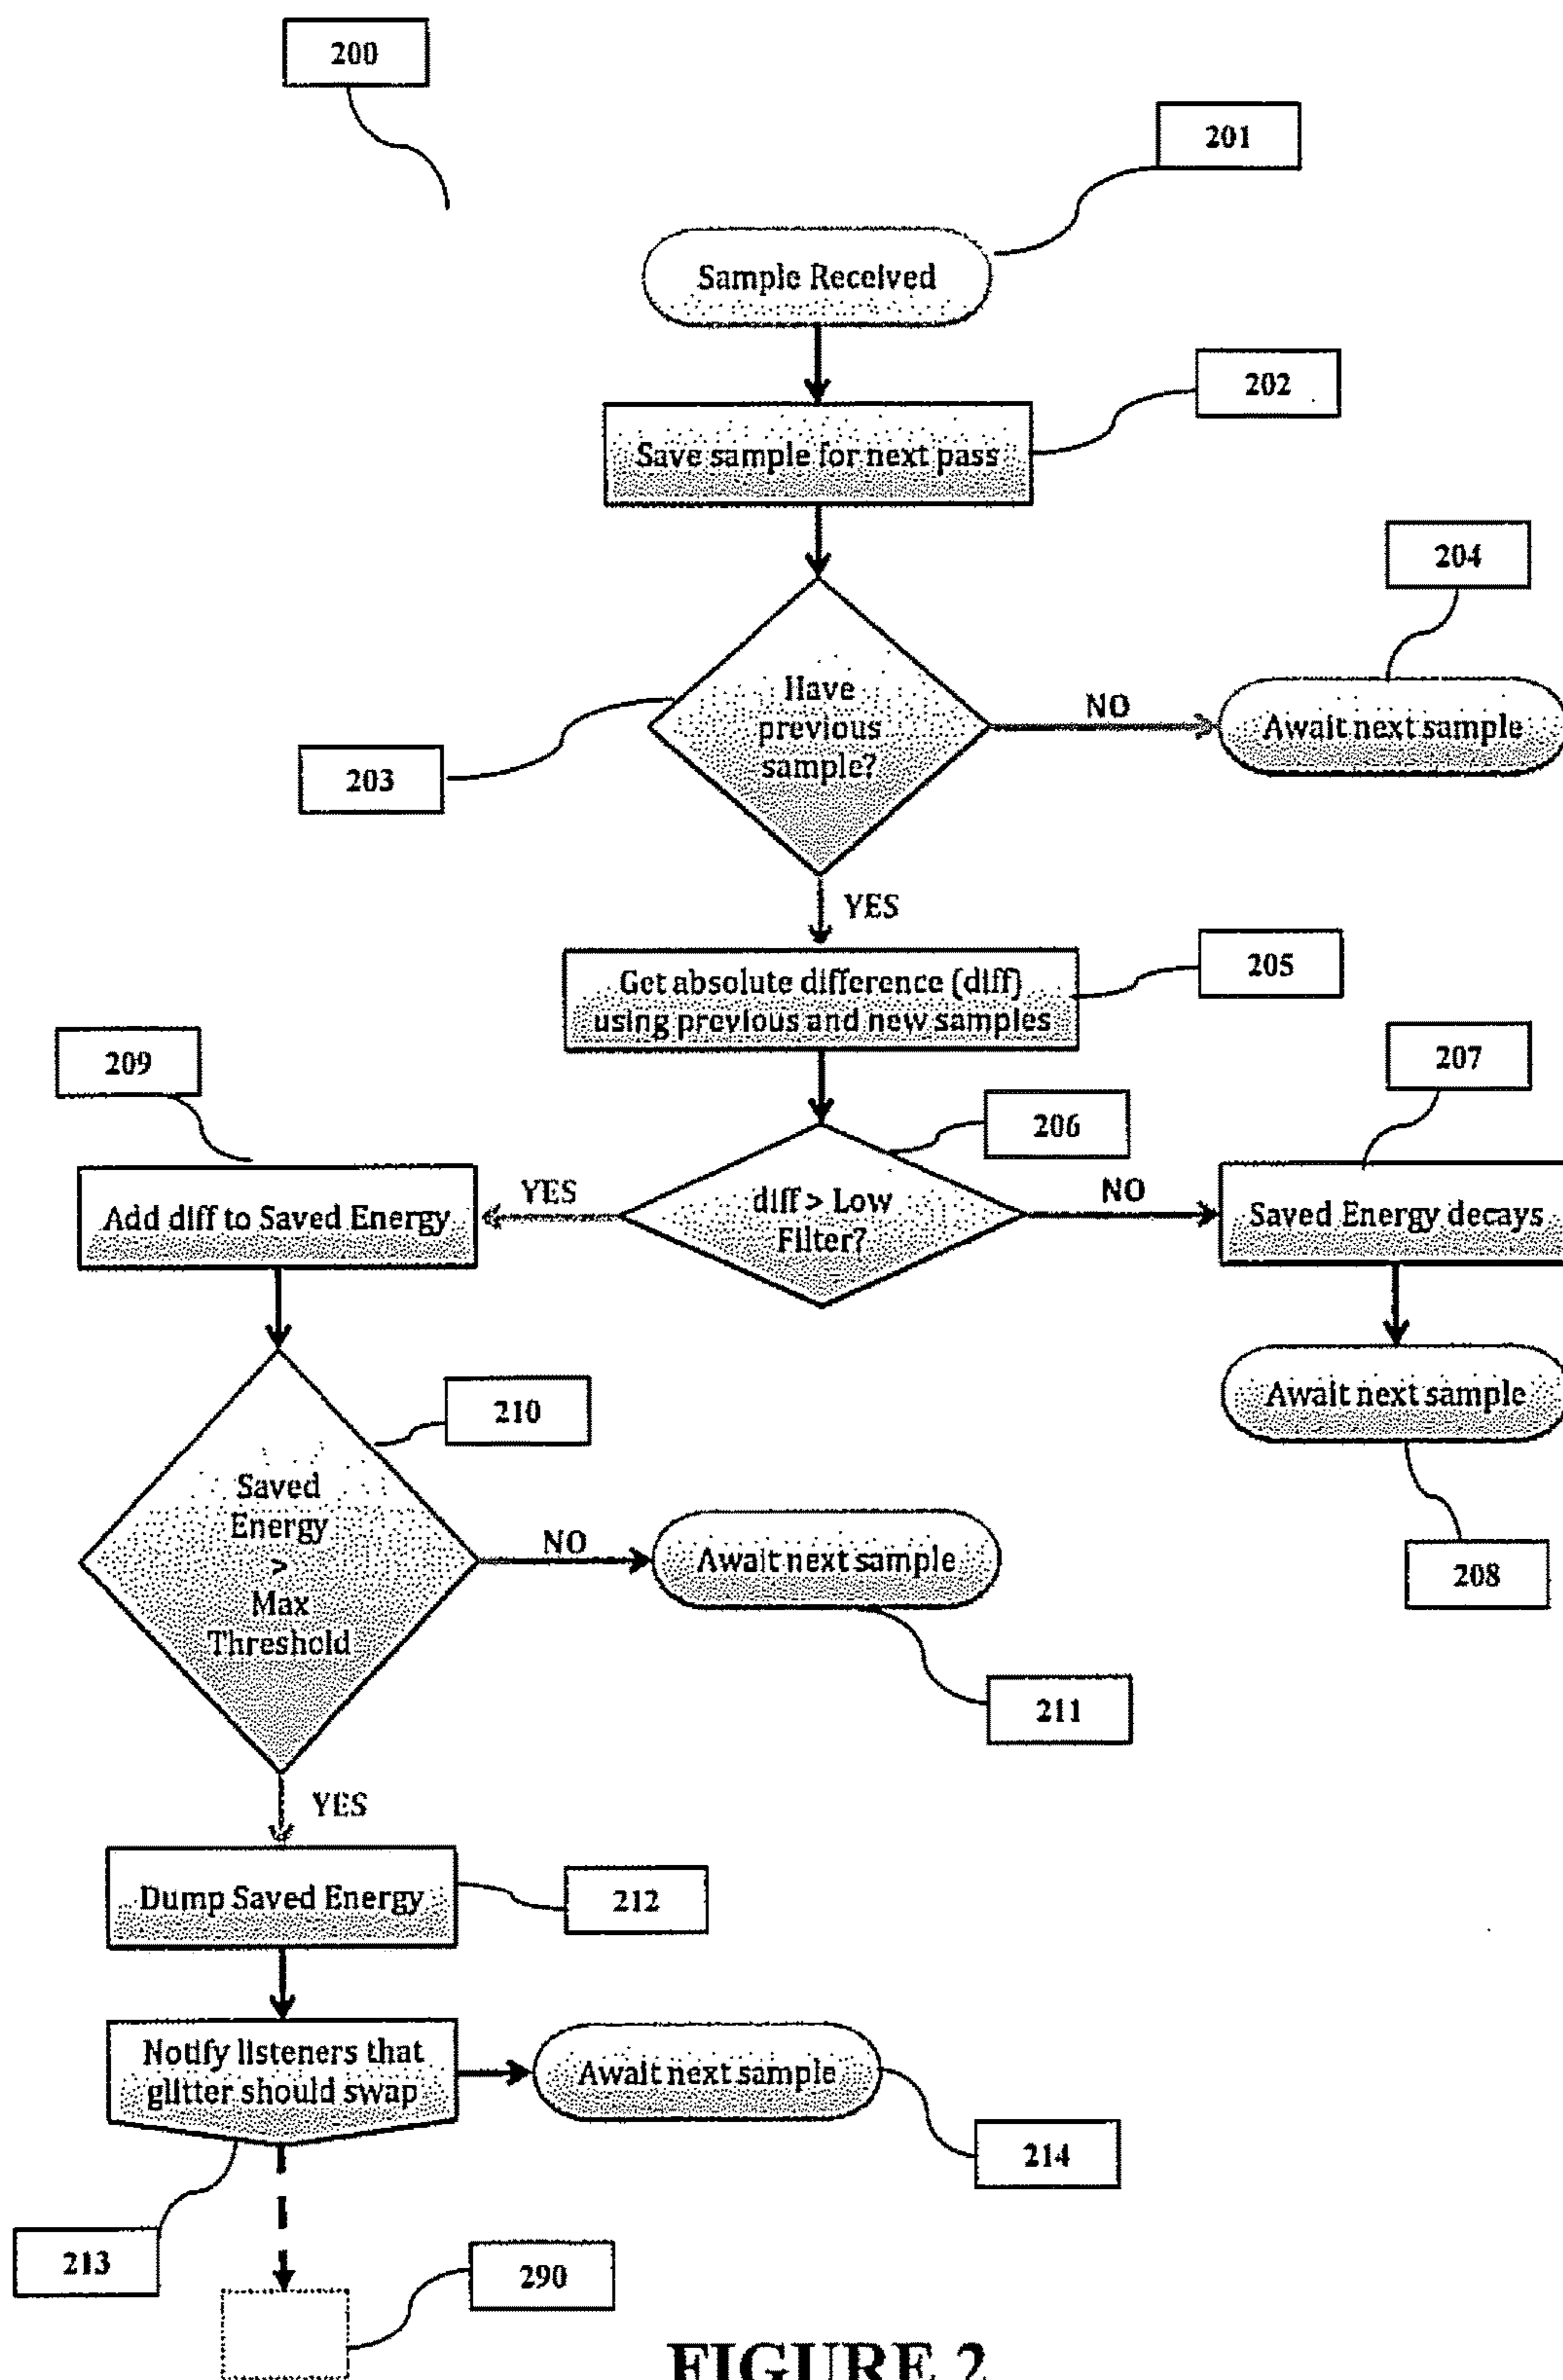 200
201
Sample Received
202
Save sample for next pass
204
Have
previous
sample?
NO
Await next sample
203
YES
205
Get absolute difference (diff)
using previous and new samples
209
207
206
Add diff to Saved Energy
YES
diff > Low
Filter?
NO
Saved Energy decays
210
Await next sample
Saved
Energy
>
Max
Threshold
NO
Await next sample
208
211
YES
Dump Saved Energy
212
Notify listeners that
glitter should swap
Await next sample
214
213
290
FIGURE 2